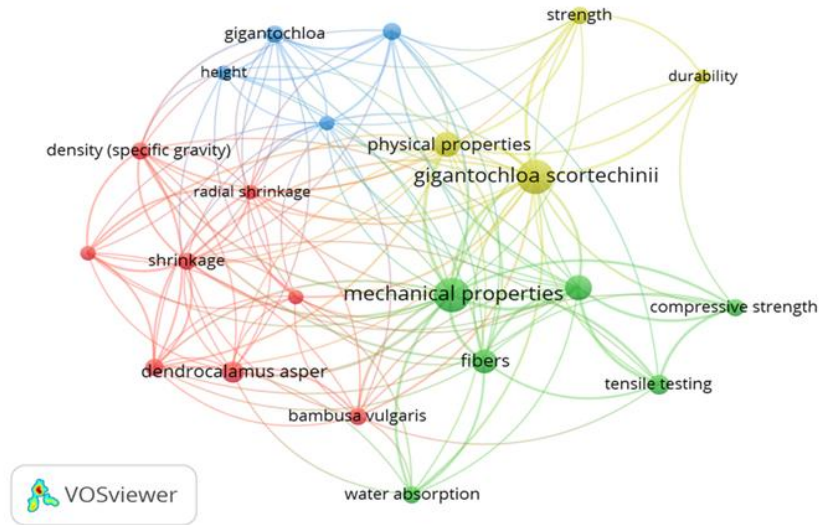 strength
gigantochloa
height
durability
physical properties
density (specific gravity)
gigantochloa scortechinii
radial shrinkage
shrinkage
mechanical properties
compressive strength
fibers
dendrocalamus asper
tensile testing
bambusa vulgaris
water absorption
VOSviewer